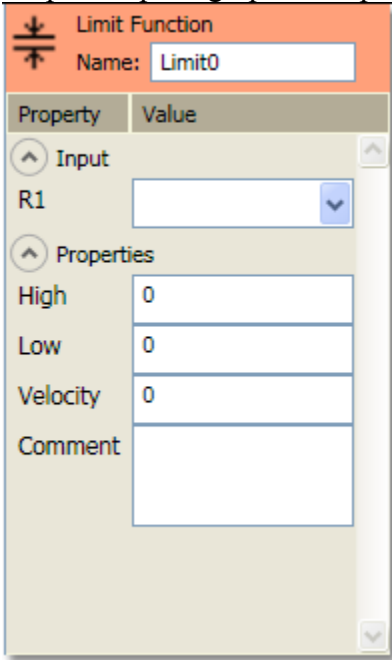 Limit Function
Name: Limit0
Property Value
Input
R1
Properties
High 0
Low 0
Velocity 0
Comment